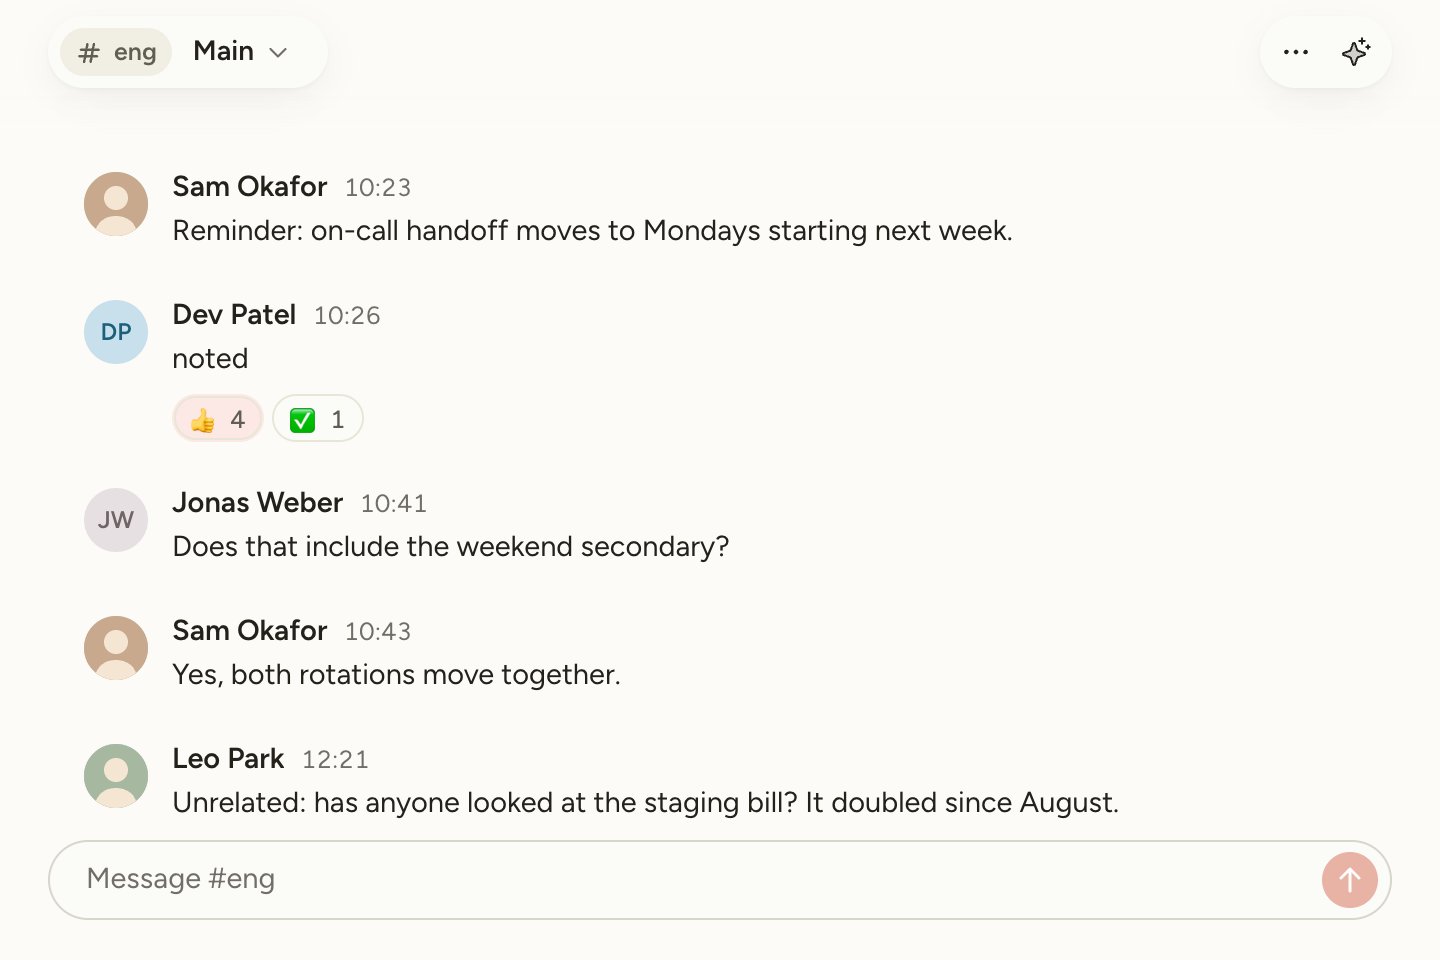 # eng Main
Sam Okafor 10:23
Reminder: on-call handoff moves to Mondays starting next week.
DP
Dev Patel 10:26
noted
👍 4 ✅ 1
JW
Jonas Weber 10:41
Does that include the weekend secondary?
Sam Okafor 10:43
Yes, both rotations move together.
Leo Park 12:21
Unrelated: has anyone looked at the staging bill? It doubled since August.
Message #eng